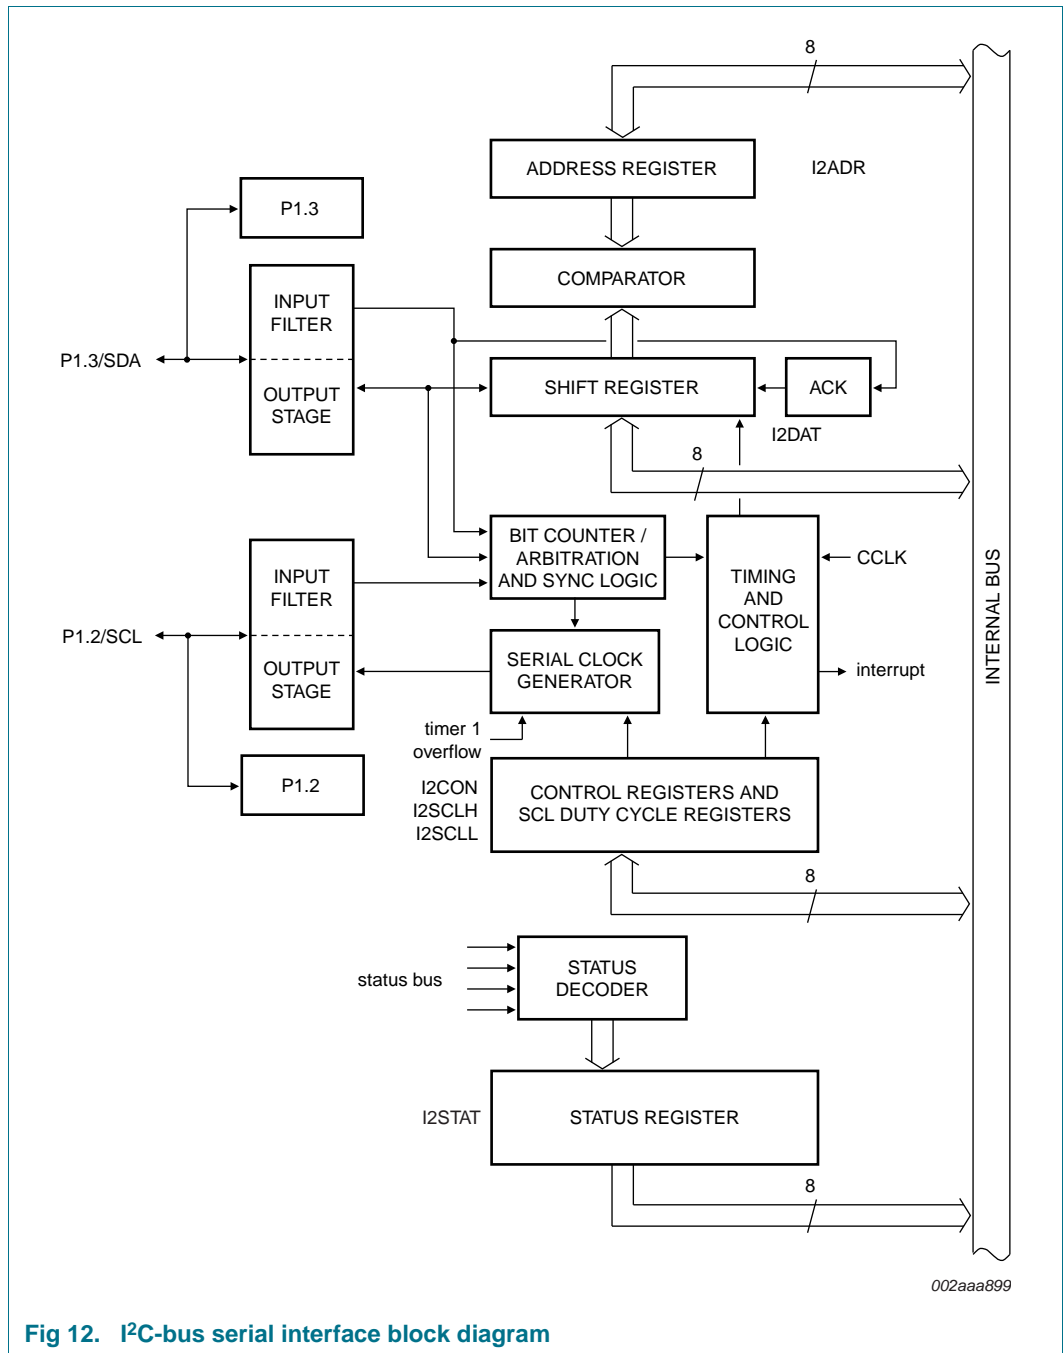 8
ADDRESS REGISTER
I2ADR
P1.3
COMPARATOR
INPUT
FILTER
P1.3/SDA
OUTPUT
STAGE
SHIFT REGISTER
ACK
I2DAT
8
BIT COUNTER /
ARBITRATION
AND SYNC LOGIC
INPUT
FILTER
TIMING
AND
CONTROL
LOGIC
CCLK
INTERNAL BUS
P1.2/SCL
OUTPUT
STAGE
SERIAL CLOCK
GENERATOR
interrupt
timer 1
overflow
P1.2
I2CON
I2SCLH
I2SCLL
CONTROL REGISTERS AND
SCL DUTY CYCLE REGISTERS
8
status bus
STATUS
DECODER
I2STAT
STATUS REGISTER
8
002aaa899
Fig 12. I²C-bus serial interface block diagram